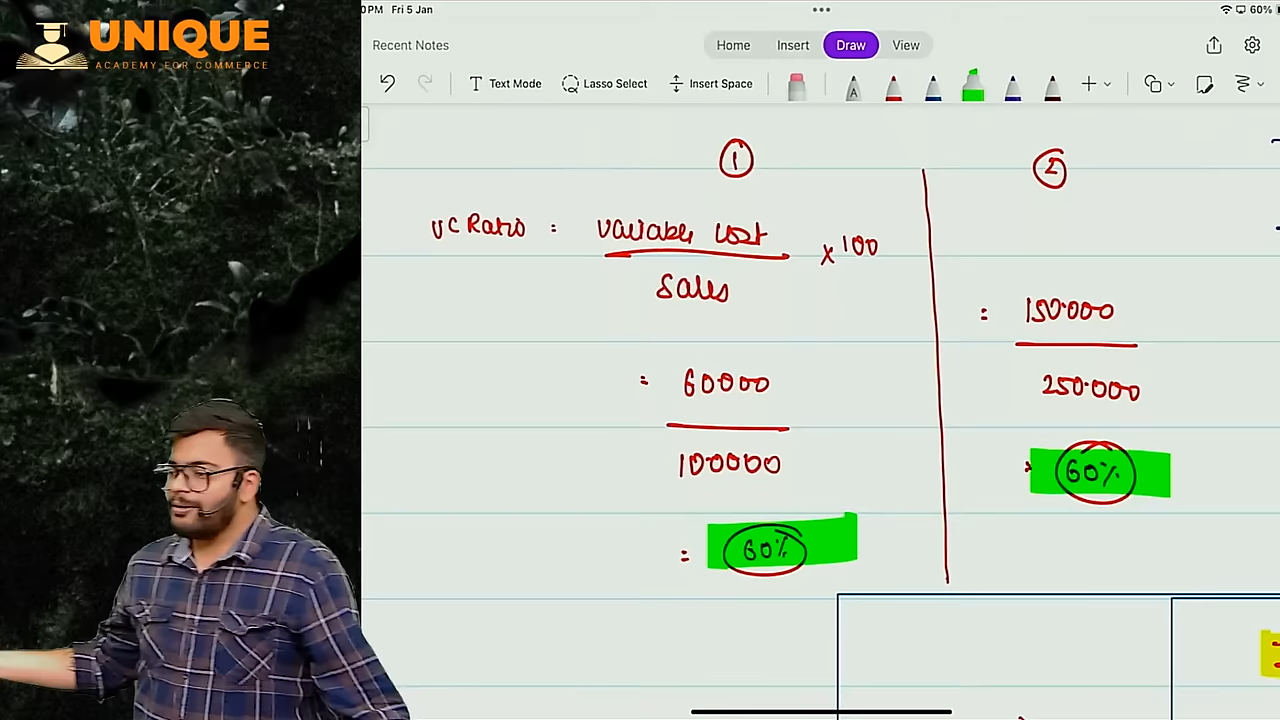 UNIQUE
ACADEMY FOR COMMERCE
PM Fri 5 Jan
60%
Recent Notes
Home Insert Draw View
Text Mode Lasso Select Insert Space
A
1 2
VC Ratio = Variable Cost × 100
Sales
= 60000
100000
= 60%
= 150000
250000
60%